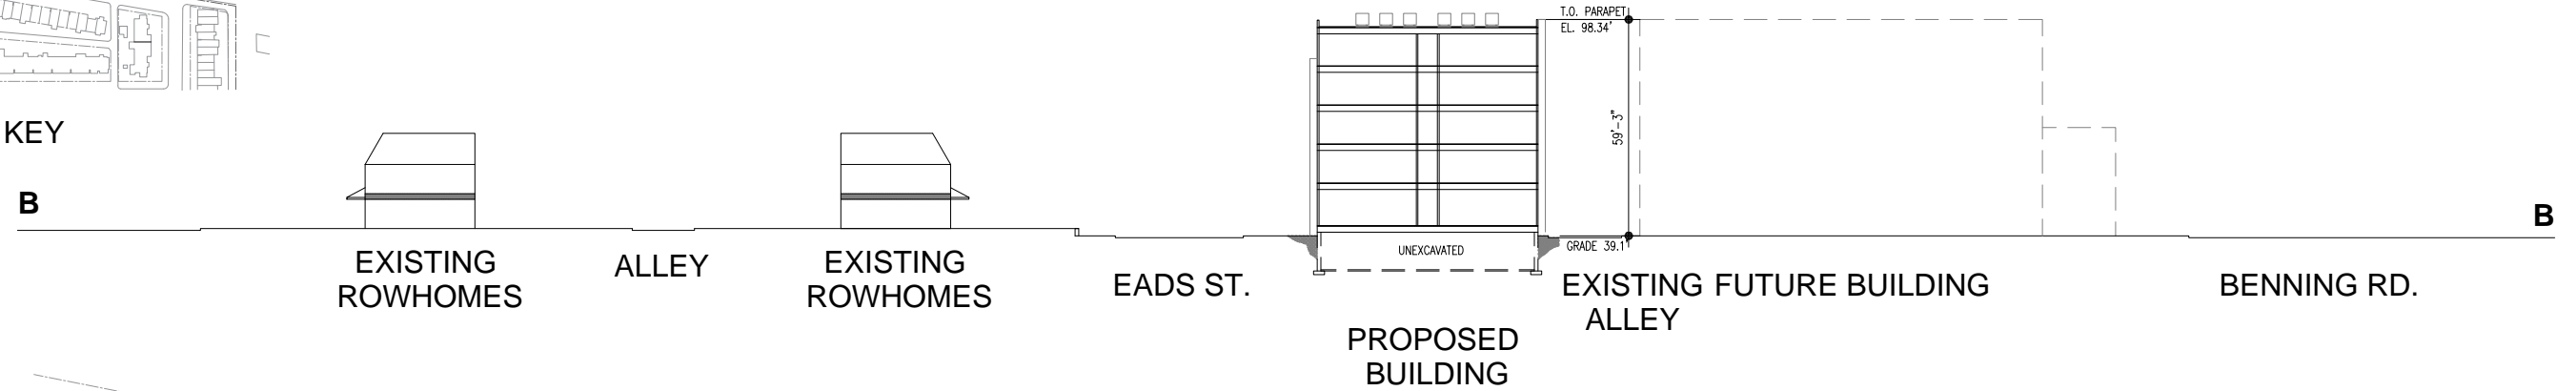 T.O. PARAPET
EL. 98.34'
59'-3"
KEY
B
B
UNEXCAVATED
GRADE 39.1'
EXISTING
ROWHOMES
ALLEY
EXISTING
ROWHOMES
EADS ST.
PROPOSED
BUILDING
EXISTING
ALLEY
FUTURE BUILDING
BENNING RD.